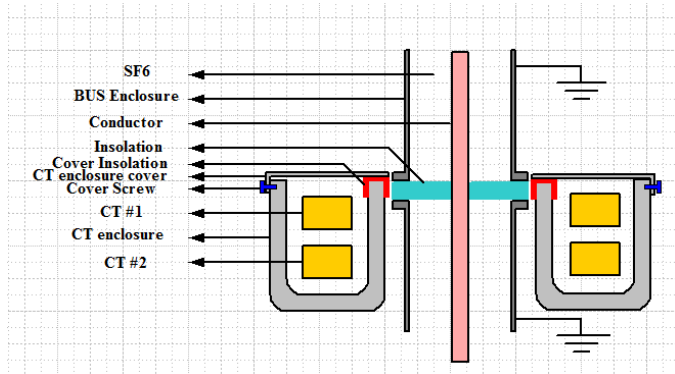 SF6
BUS Enclosure
Conductor
Insolation
Cover Insolation
CT enclosure cover
Cover Screw
CT #1
CT enclosure
CT #2